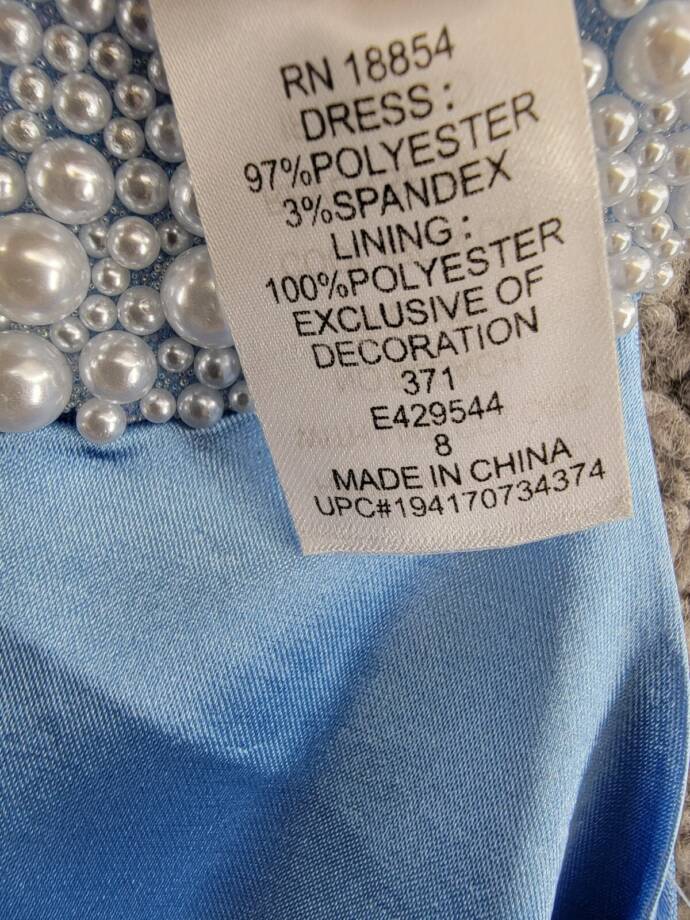 RN 18854
DRESS :
97%POLYESTER
3%SPANDEX
LINING :
100%POLYESTER
EXCLUSIVE OF
DECORATION
371
E429544
8
MADE IN CHINA
UPC#194170734374